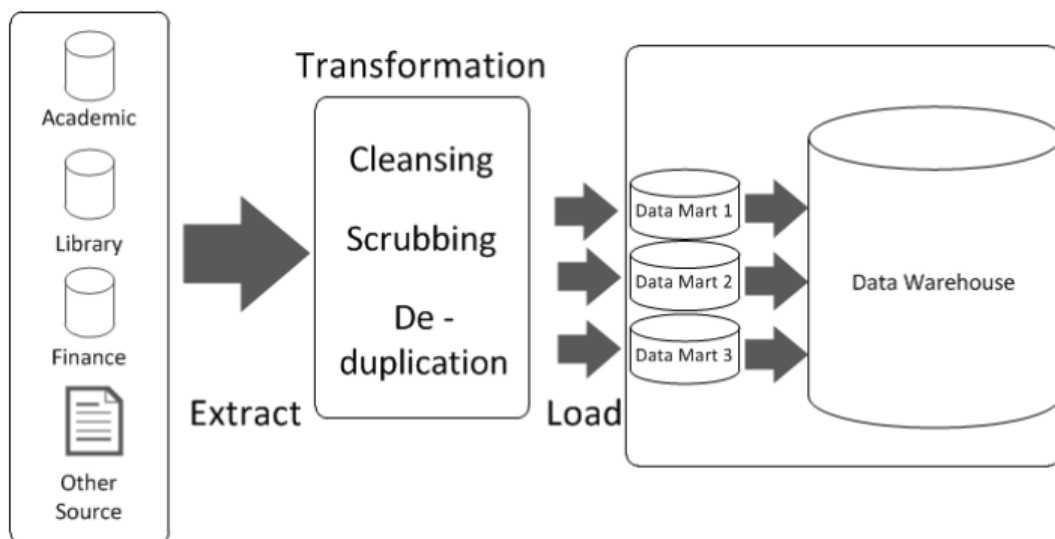 Academic
Library
Finance
Other
Source
Extract
Transformation
Cleansing
Scrubbing
De -
duplication
Load
Data Mart 1
Data Mart 2
Data Mart 3
Data Warehouse